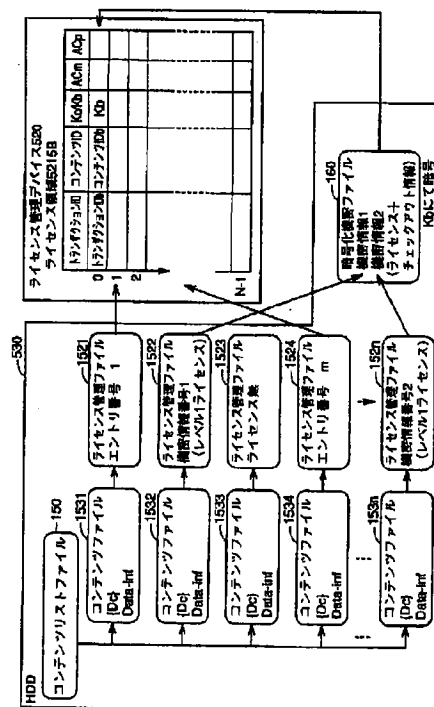 HDD
530
150
コンテンツリストファイル
1531
コンテンツファイル
{Dc}
Data-inf
1532
コンテンツファイル
{Dc}
Data-inf
1533
コンテンツファイル
{Dc}
Data-inf
1534
コンテンツファイル
{Dc}
Data-inf
153n
コンテンツファイル
{Dc}
Data-inf
1521
ライセンス管理ファイル
エントリ番号 1
1522
ライセンス管理ファイル
機密情報番号1
(レベル1ライセンス)
1523
ライセンス管理ファイル
ライセンス無
1524
ライセンス管理ファイル
エントリ番号 m
152n
ライセンス管理ファイル
機密情報番号2
(レベル1ライセンス)
ライセンス管理デバイス520
ライセンス領域5215B
トランザクションID コンテンツID Kc/Kb ACm ACp
0 トランザクションIDb コンテンツIDb Kb
1
2
N-1
160
暗号化機密ファイル
機密情報1
機密情報2
(ライセンス+
チェックアウト情報)
Kbにて暗号